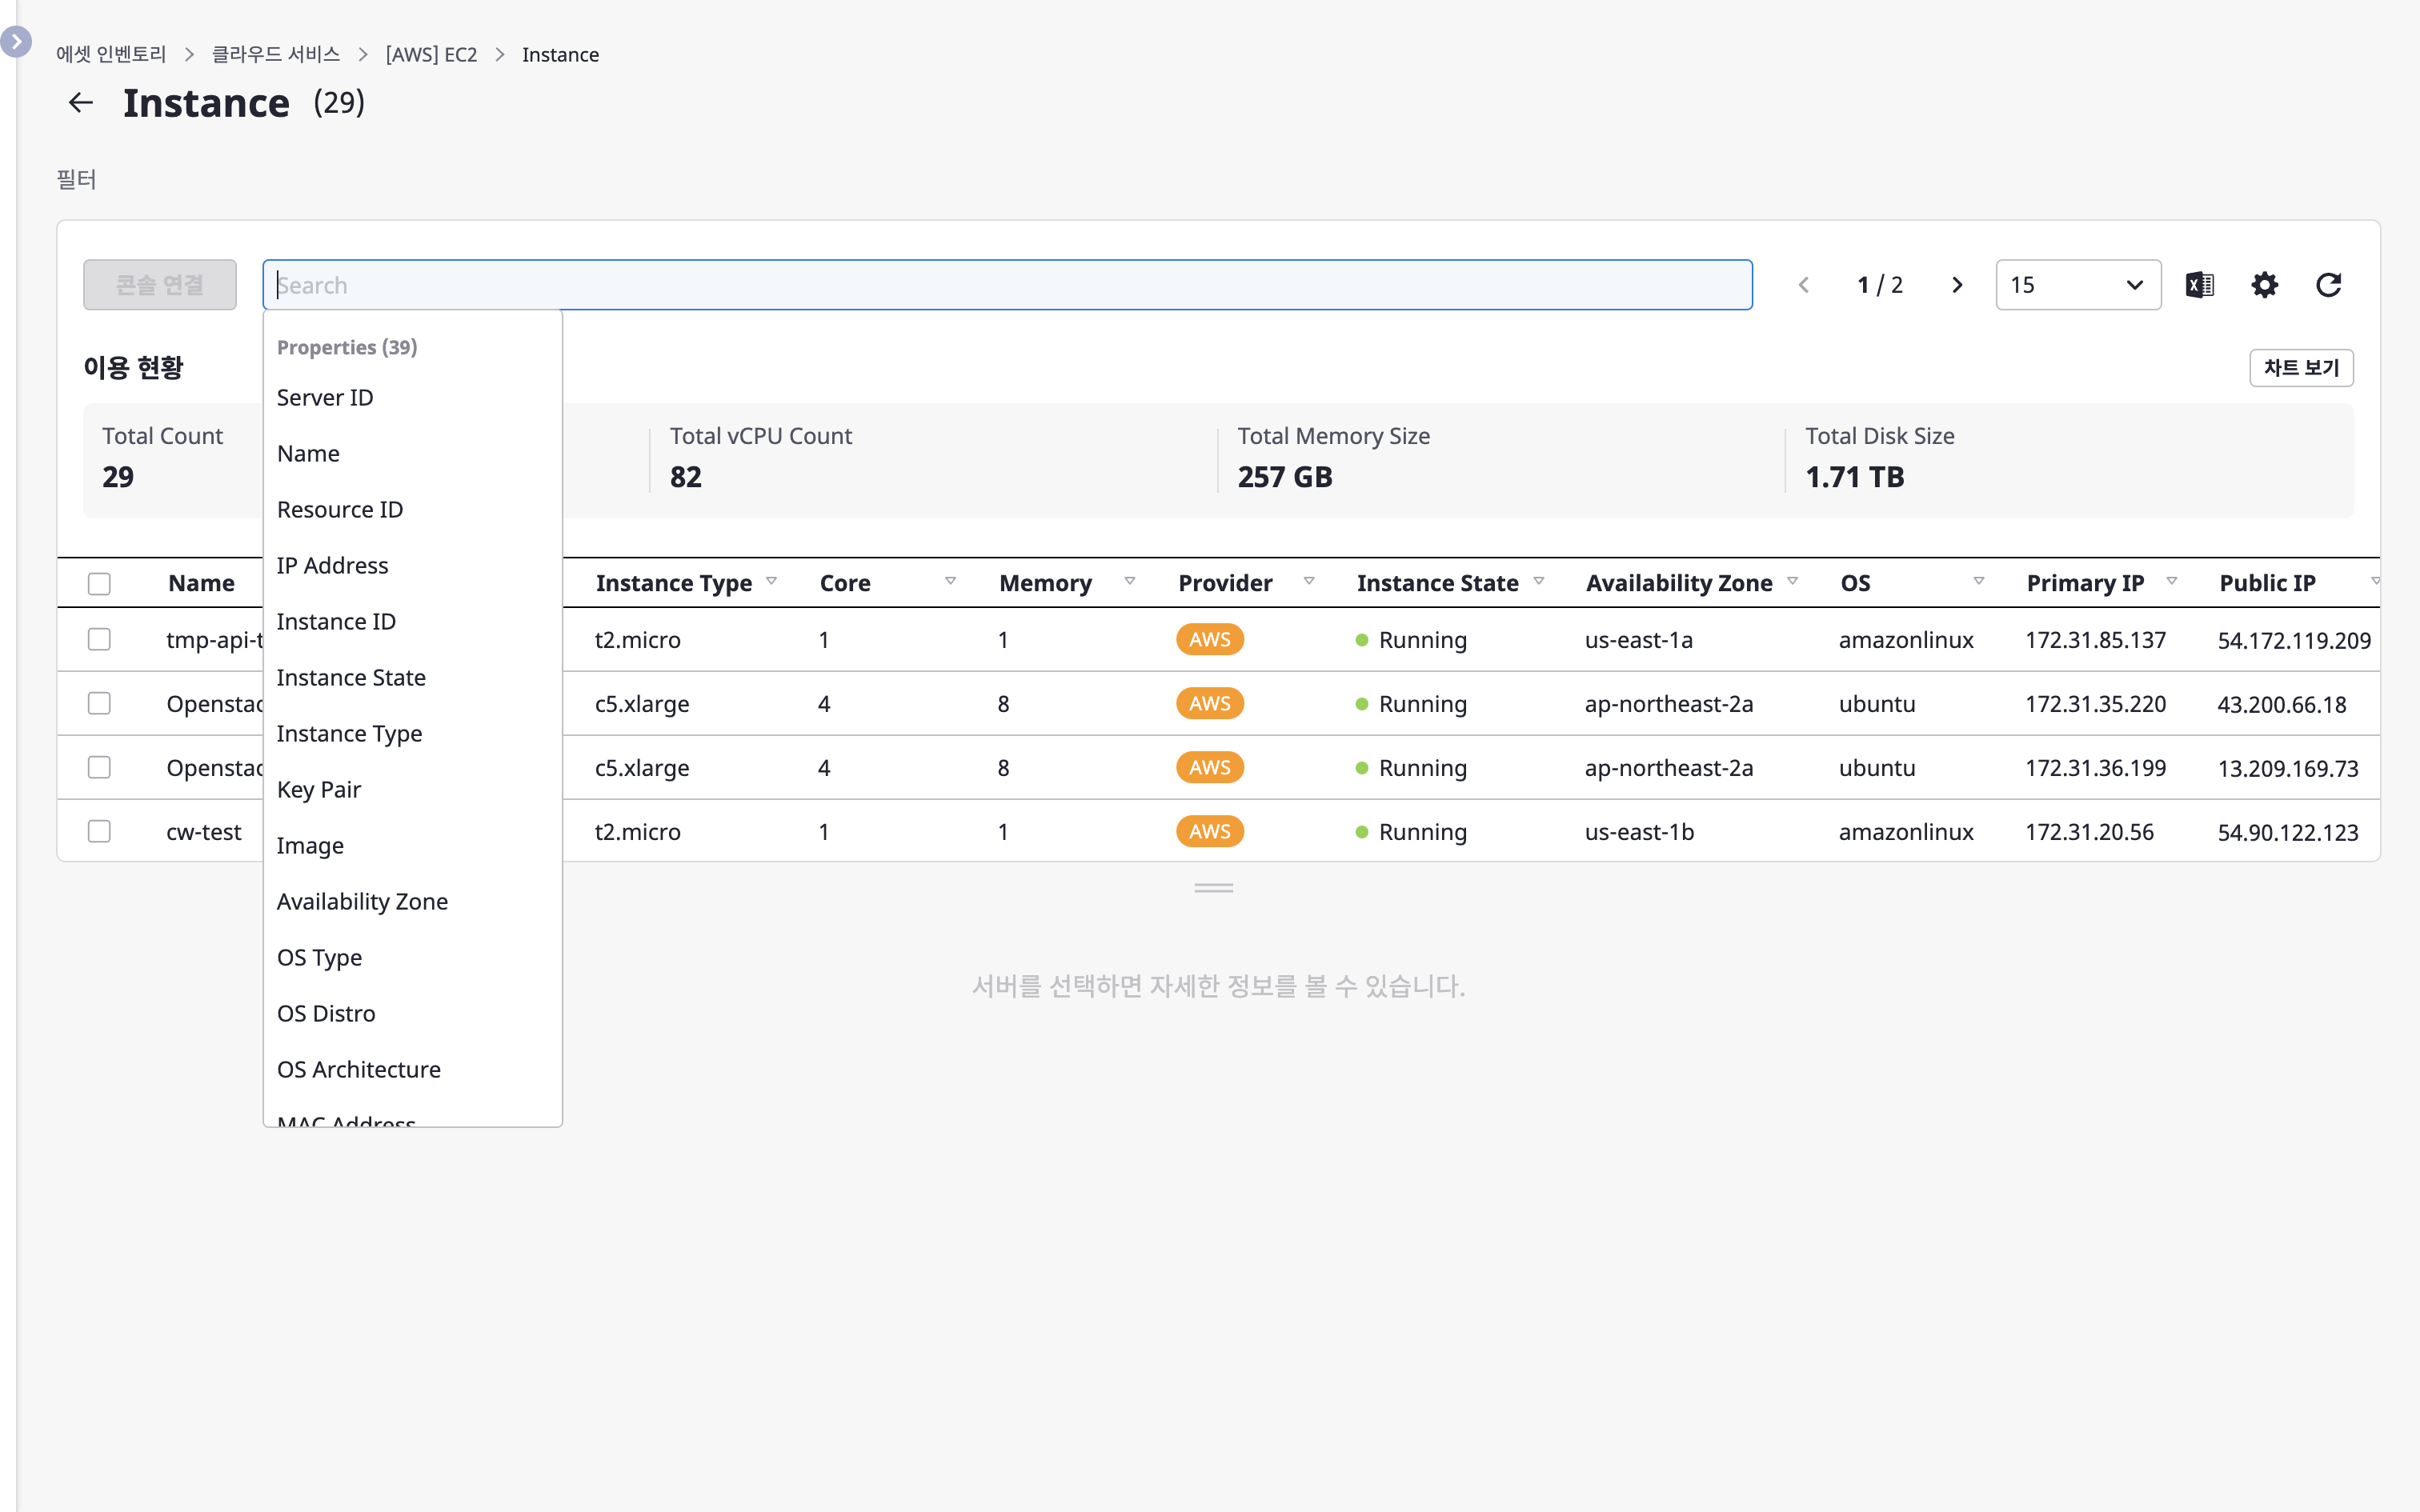 에셋 인벤토리 > 클라우드 서비스 > [AWS] EC2 > Instance
Instance (29)
필터
콘솔 연결 Search 1 / 2 15
Properties (39)
이용 현황 차트 보기
Server ID
Total Count Total vCPU Count Total Memory Size Total Disk Size
Name
29 82 257 GB 1.71 TB
Resource ID
IP Address
Name Instance Type Core Memory Provider Instance State Availability Zone OS Primary IP Public IP
Instance ID
tmp-api-t t2.micro 1 1 AWS Running us-east-1a amazonlinux 172.31.85.137 54.172.119.209
Instance State
Openstac c5.xlarge 4 8 AWS Running ap-northeast-2a ubuntu 172.31.35.220 43.200.66.18
Instance Type
Openstac c5.xlarge 4 8 AWS Running ap-northeast-2a ubuntu 172.31.36.199 13.209.169.73
Key Pair
cw-test t2.micro 1 1 AWS Running us-east-1b amazonlinux 172.31.20.56 54.90.122.123
Image
Availability Zone
OS Type
서버를 선택하면 자세한 정보를 볼 수 있습니다.
OS Distro
OS Architecture
MAC Address